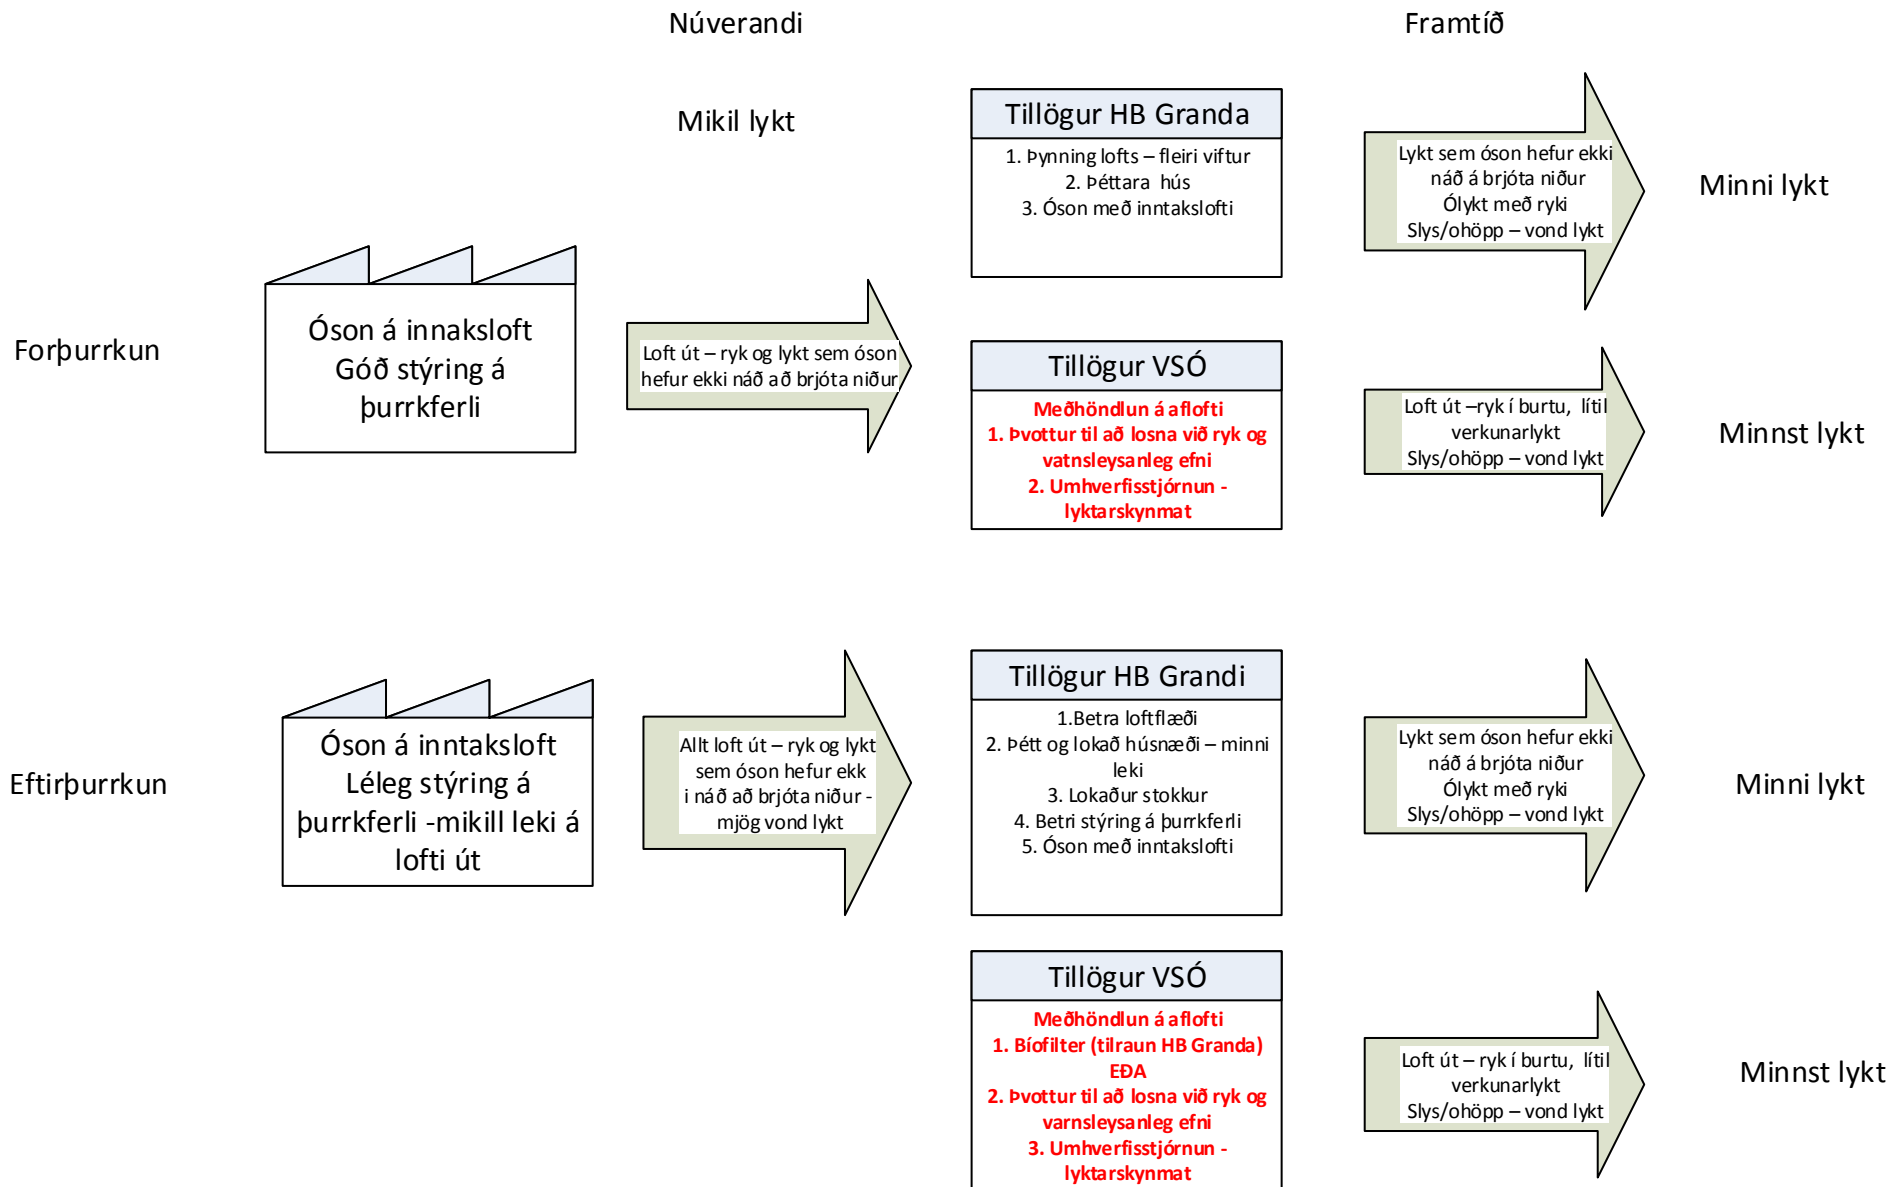 Núverandi
Framtíð
Mikil lykt
Tillögur HB Granda
1. Þynning lofts – fleiri viftur
2. Þéttara hús
3. Óson með inntakslofti
Lykt sem óson hefur ekki
náð á brjóta niður
Ólykt með ryki
Slys/ohöpp – vond lykt
Minni lykt
Forþurrkun
Óson á innaksloft
Góð stýring á
þurrkferli
Loft út – ryk og lykt sem óson
hefur ekki náð að brjóta niður
Tillögur VSÓ
Meðhöndlun á aflofti
1. Þvottur til að losna við ryk og
vatnsleysanleg efni
2. Umhverfisstjórnun -
lyktarskynmat
Loft út –ryk í burtu, lítil
verkunarlykt
Slys/ohöpp – vond lykt
Minnst lykt
Eftirþurrkun
Óson á inntaksloft
Léleg stýring á
þurrkferli -mikill leki á
lofti út
Allt loft út – ryk og lykt
sem óson hefur ekk
i náð að brjóta niður -
mjög vond lykt
Tillögur HB Grandi
1.Betra loftflæði
2. Þétt og lokað húsnæði – minni
leki
3. Lokaður stokkur
4. Betri stýring á þurrkferli
5. Óson með inntakslofti
Lykt sem óson hefur ekki
náð á brjóta niður
Ólykt með ryki
Slys/ohöpp – vond lykt
Minni lykt
Tillögur VSÓ
Meðhöndlun á aflofti
1. Bíofilter (tilraun HB Granda)
EÐA
2. Þvottur til að losna við ryk og
varnsleysanleg efni
3. Umhverfisstjórnun -
lyktarskynmat
Loft út – ryk í burtu, lítil
verkunarlykt
Slys/ohöpp – vond lykt
Minnst lykt